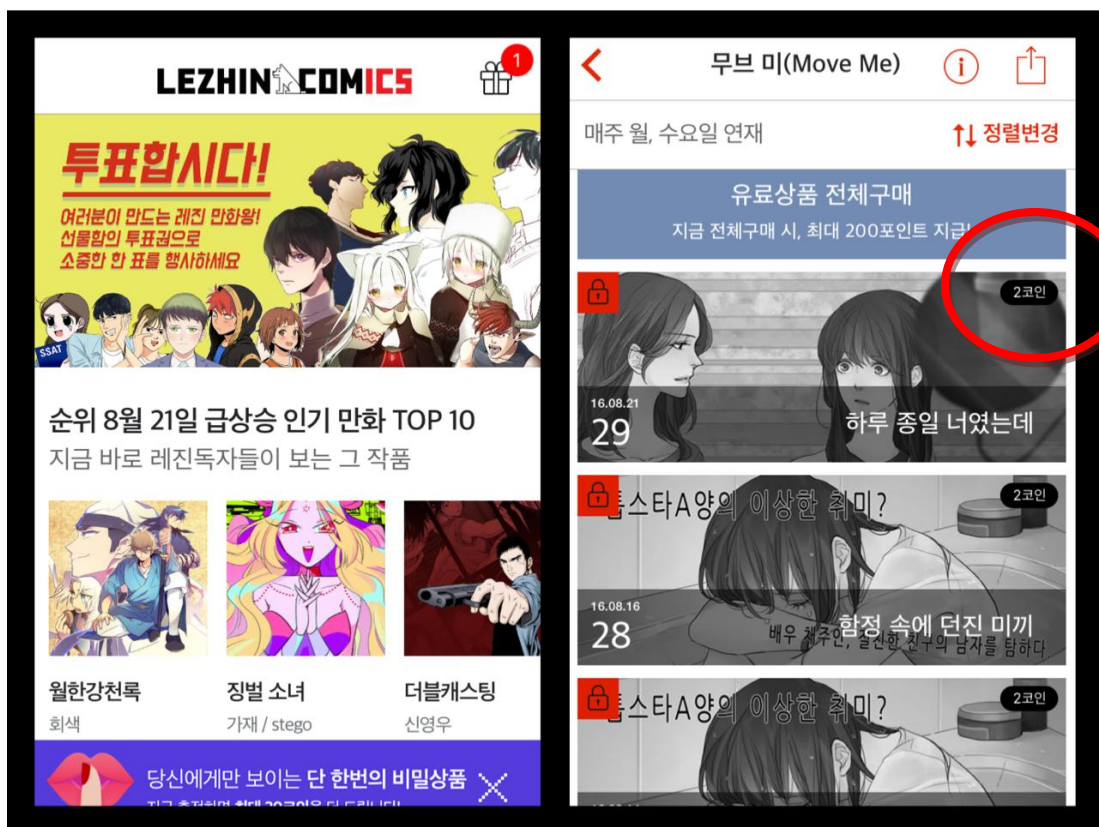 LEZHIN COMICS
1
투표합시다!
여러분이 만드는 레진 만화왕!
선물함의 투표권으로
소중한 한 표를 행사하세요
SSAT
순위 8월 21일 급상승 인기 만화 TOP 10
지금 바로 레진독자들이 보는 그 작품
월한강천록
회색
징벌 소녀
가재 / stego
더블캐스팅
신영우
당신에게만 보이는 단 한번의 비밀상품
무브 미(Move Me)
i
매주 월, 수요일 연재
정렬변경
유료상품 전체구매
지금 전체구매 시, 최대 200포인트 지급!
2코인
16.08.21
29
하루 종일 너였는데
톱스타A양의 이상한 취미?
2코인
16.08.16
28
함정 속에 던진 미끼
배우 채주인, 절친한 친구의 남자를 탐하다
톱스타A양의 이상한 취미?
2코인